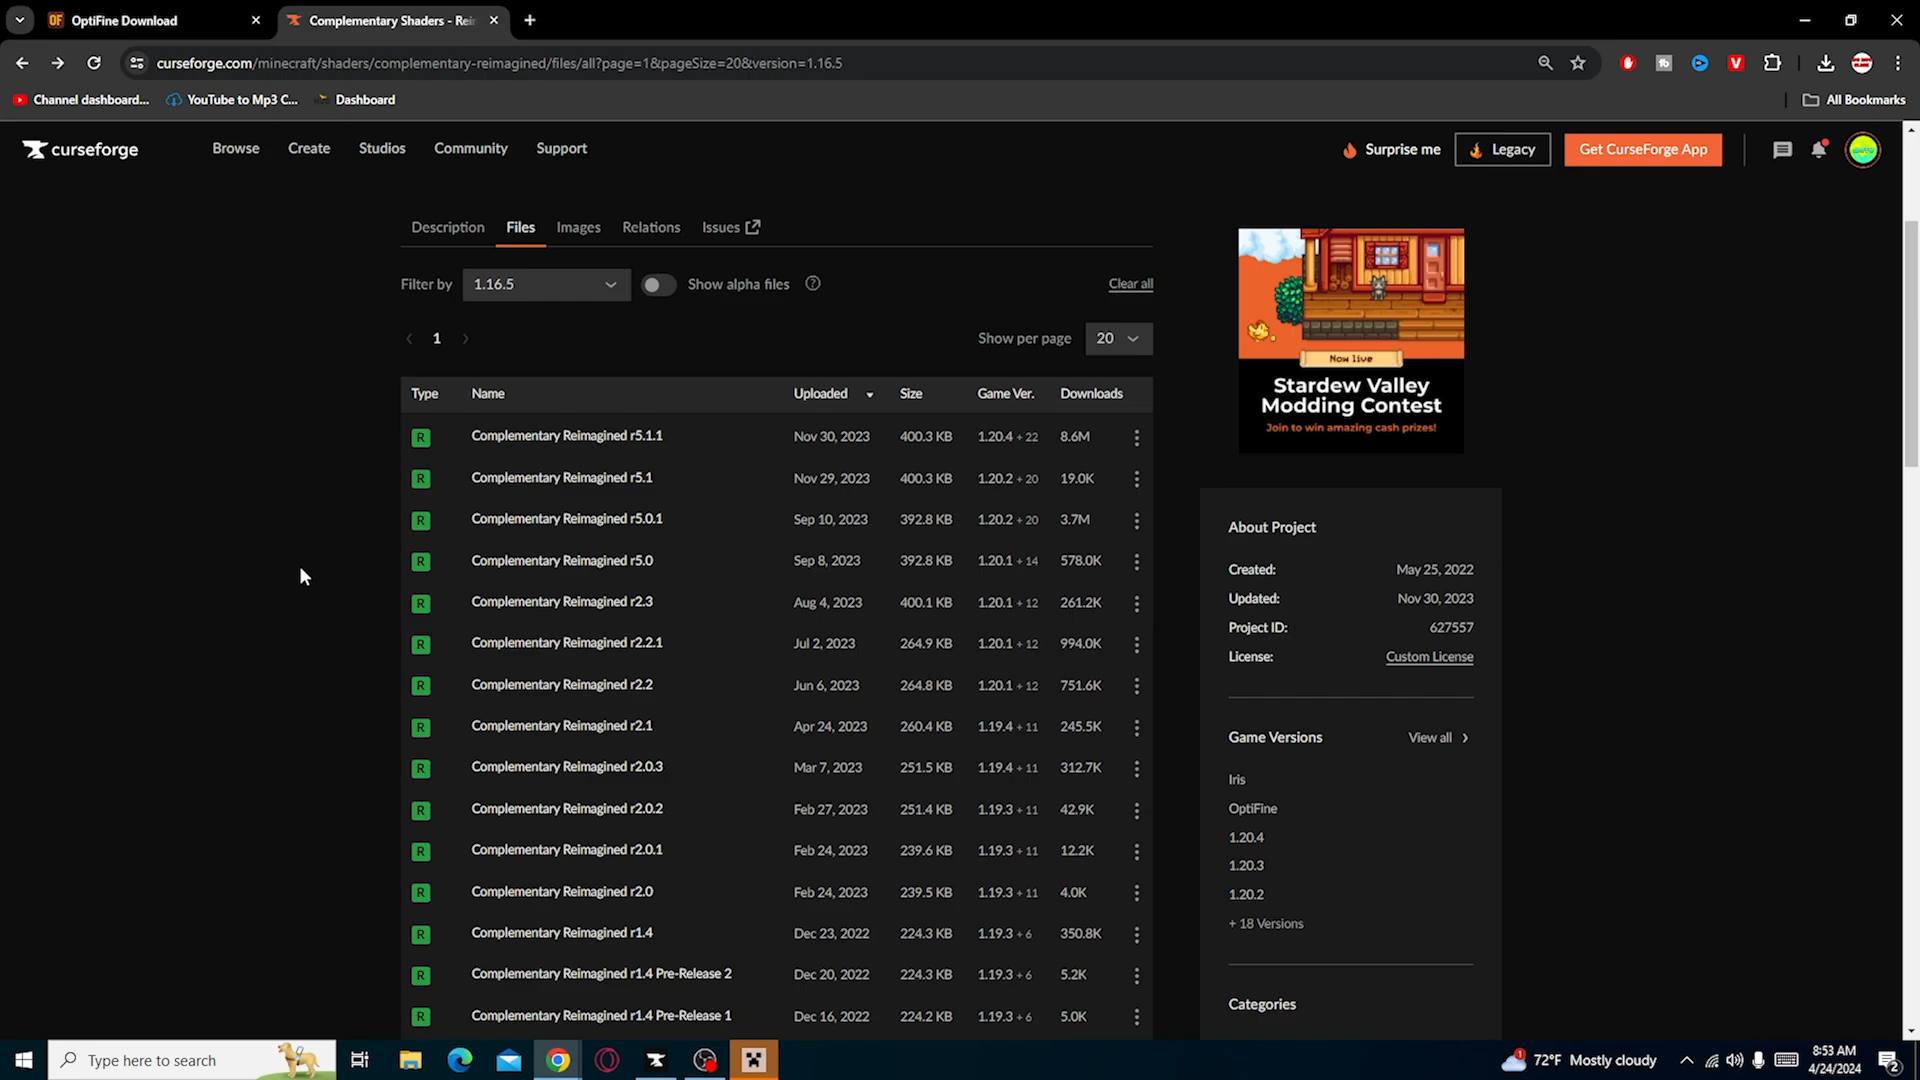 OptiFine Download
Complementary Shaders - Rei
curseforge.com/minecraft/shaders/complementary-reimagined/files/all?page=1&pageSize=20&version=1.16.5
Channel dashboard...
YouTube to Mp3 C...
Dashboard
All Bookmarks
curseforge
Browse
Create
Studios
Community
Support
Surprise me
Legacy
Get CurseForge App
Description
Files
Images
Relations
Issues
Filter by
1.16.5
Show alpha files
Clear all
1
Show per page
20
Type Name Uploaded Size Game Ver. Downloads
R Complementary Reimagined r5.1.1 Nov 30, 2023 400.3 KB 1.20.4 + 22 8.6M
R Complementary Reimagined r5.1 Nov 29, 2023 400.3 KB 1.20.2 + 20 19.0K
R Complementary Reimagined r5.0.1 Sep 10, 2023 392.8 KB 1.20.2 + 20 3.7M
R Complementary Reimagined r5.0 Sep 8, 2023 392.8 KB 1.20.1 + 14 578.0K
R Complementary Reimagined r2.3 Aug 4, 2023 400.1 KB 1.20.1 + 12 261.2K
R Complementary Reimagined r2.2.1 Jul 2, 2023 264.9 KB 1.20.1 + 12 994.0K
R Complementary Reimagined r2.2 Jun 6, 2023 264.8 KB 1.20.1 + 12 751.6K
R Complementary Reimagined r2.1 Apr 24, 2023 260.4 KB 1.19.4 + 11 245.5K
R Complementary Reimagined r2.0.3 Mar 7, 2023 251.5 KB 1.19.4 + 11 312.7K
R Complementary Reimagined r2.0.2 Feb 27, 2023 251.4 KB 1.19.3 + 11 42.9K
R Complementary Reimagined r2.0.1 Feb 24, 2023 239.6 KB 1.19.3 + 11 12.2K
R Complementary Reimagined r2.0 Feb 24, 2023 239.5 KB 1.19.3 + 11 4.0K
R Complementary Reimagined r1.4 Dec 23, 2022 224.3 KB 1.19.3 + 6 350.8K
R Complementary Reimagined r1.4 Pre-Release 2 Dec 20, 2022 224.3 KB 1.19.3 + 6 5.2K
R Complementary Reimagined r1.4 Pre-Release 1 Dec 16, 2022 224.2 KB 1.19.3 + 6 5.0K
Now live
Stardew Valley
Modding Contest
Join to win amazing cash prizes!
About Project
Created: May 25, 2022
Updated: Nov 30, 2023
Project ID: 627557
License: Custom License
Game Versions View all
Iris
OptiFine
1.20.4
1.20.3
1.20.2
+ 18 Versions
Categories
Type here to search
72°F Mostly cloudy
8:53 AM
4/24/2024